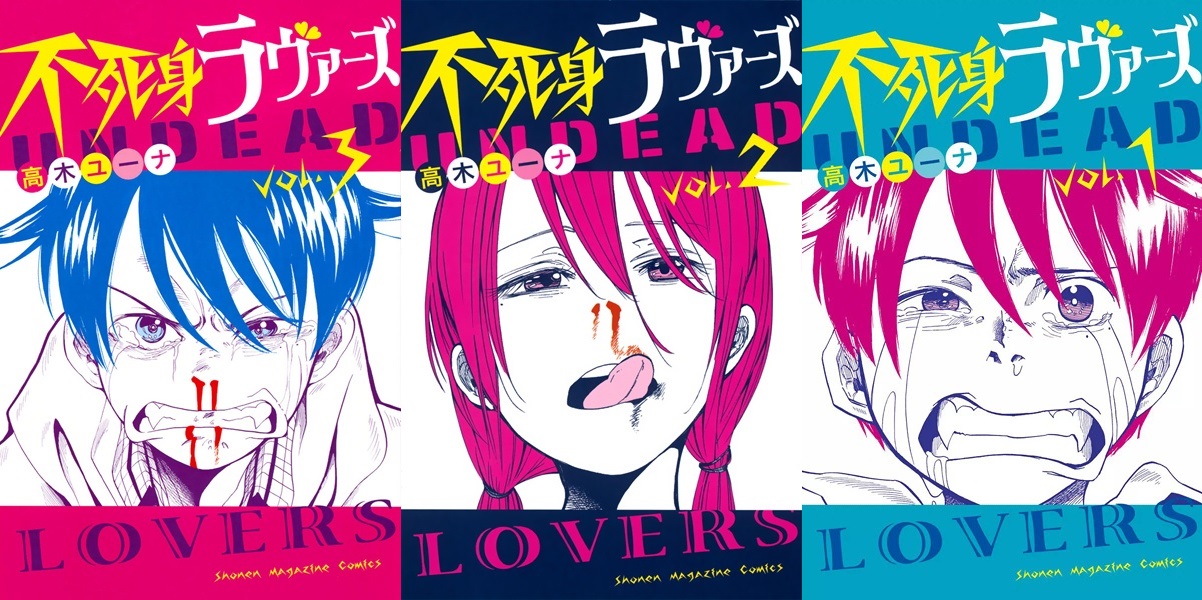 不死身ラヴァーズ
UNDEAD
高木ユーナ
vol.3
LOVERS
Shonen Magazine Comics
不死身ラヴァーズ
UNDEAD
高木ユーナ
vol.2
LOVERS
Shonen Magazine Comics
不死身ラヴァーズ
UNDEAD
高木ユーナ
vol.1
LOVERS
Shonen Magazine Comics